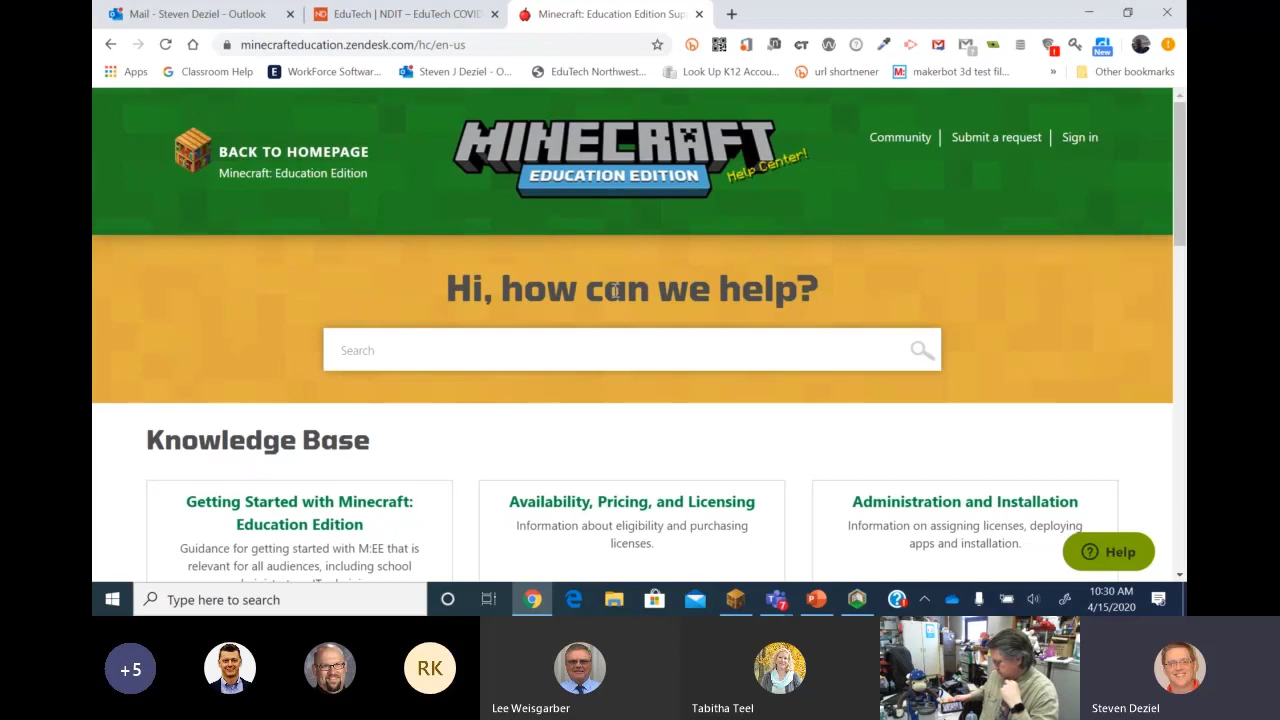 Mail - Steven Deziel - Outlook
EduTech | NDIT – EduTech COVID
Minecraft: Education Edition Sup
minecrafteducation.zendesk.com/hc/en-us
New
Apps
Classroom Help
WorkForce Softwar...
Steven J Deziel - O...
EduTech Northwest...
Look Up K12 Accou...
url shortnener
makerbot 3d test fil...
Other bookmarks
BACK TO HOMEPAGE
Minecraft: Education Edition
MINECRAFT
EDUCATION EDITION
Help Center!
Community
Submit a request
Sign in
Hi, how can we help?
Search
Knowledge Base
Getting Started with Minecraft:
Education Edition
Guidance for getting started with M:EE that is
relevant for all audiences, including school
Availability, Pricing, and Licensing
Information about eligibility and purchasing
licenses.
Administration and Installation
Information on assigning licenses, deploying
apps and installation.
Help
Type here to search
7
10:30 AM
4/15/2020
+5
RK
Lee Weisgarber
Tabitha Teel
Steven Deziel